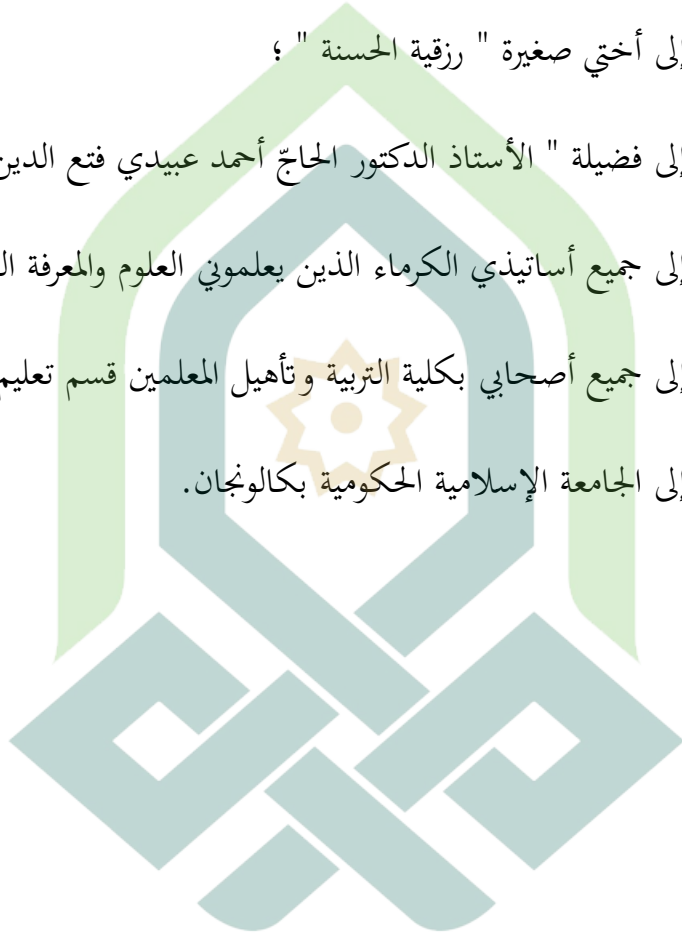 إلى أختي صغيرة " رزقية الحسنة " ؛
إلى فضيلة " الأستاذ الدكتور الحاجّ أحمد عبيدي فتع الدين
إلى جميع أساتيذي الكرماء الذين يعلموني العلوم والمعرفة
إلى جميع أصحابي بكلية التربية وتأهيل المعلمين قسم تعليم
إلى الجامعة الإسلامية الحكومية بكالونجان.